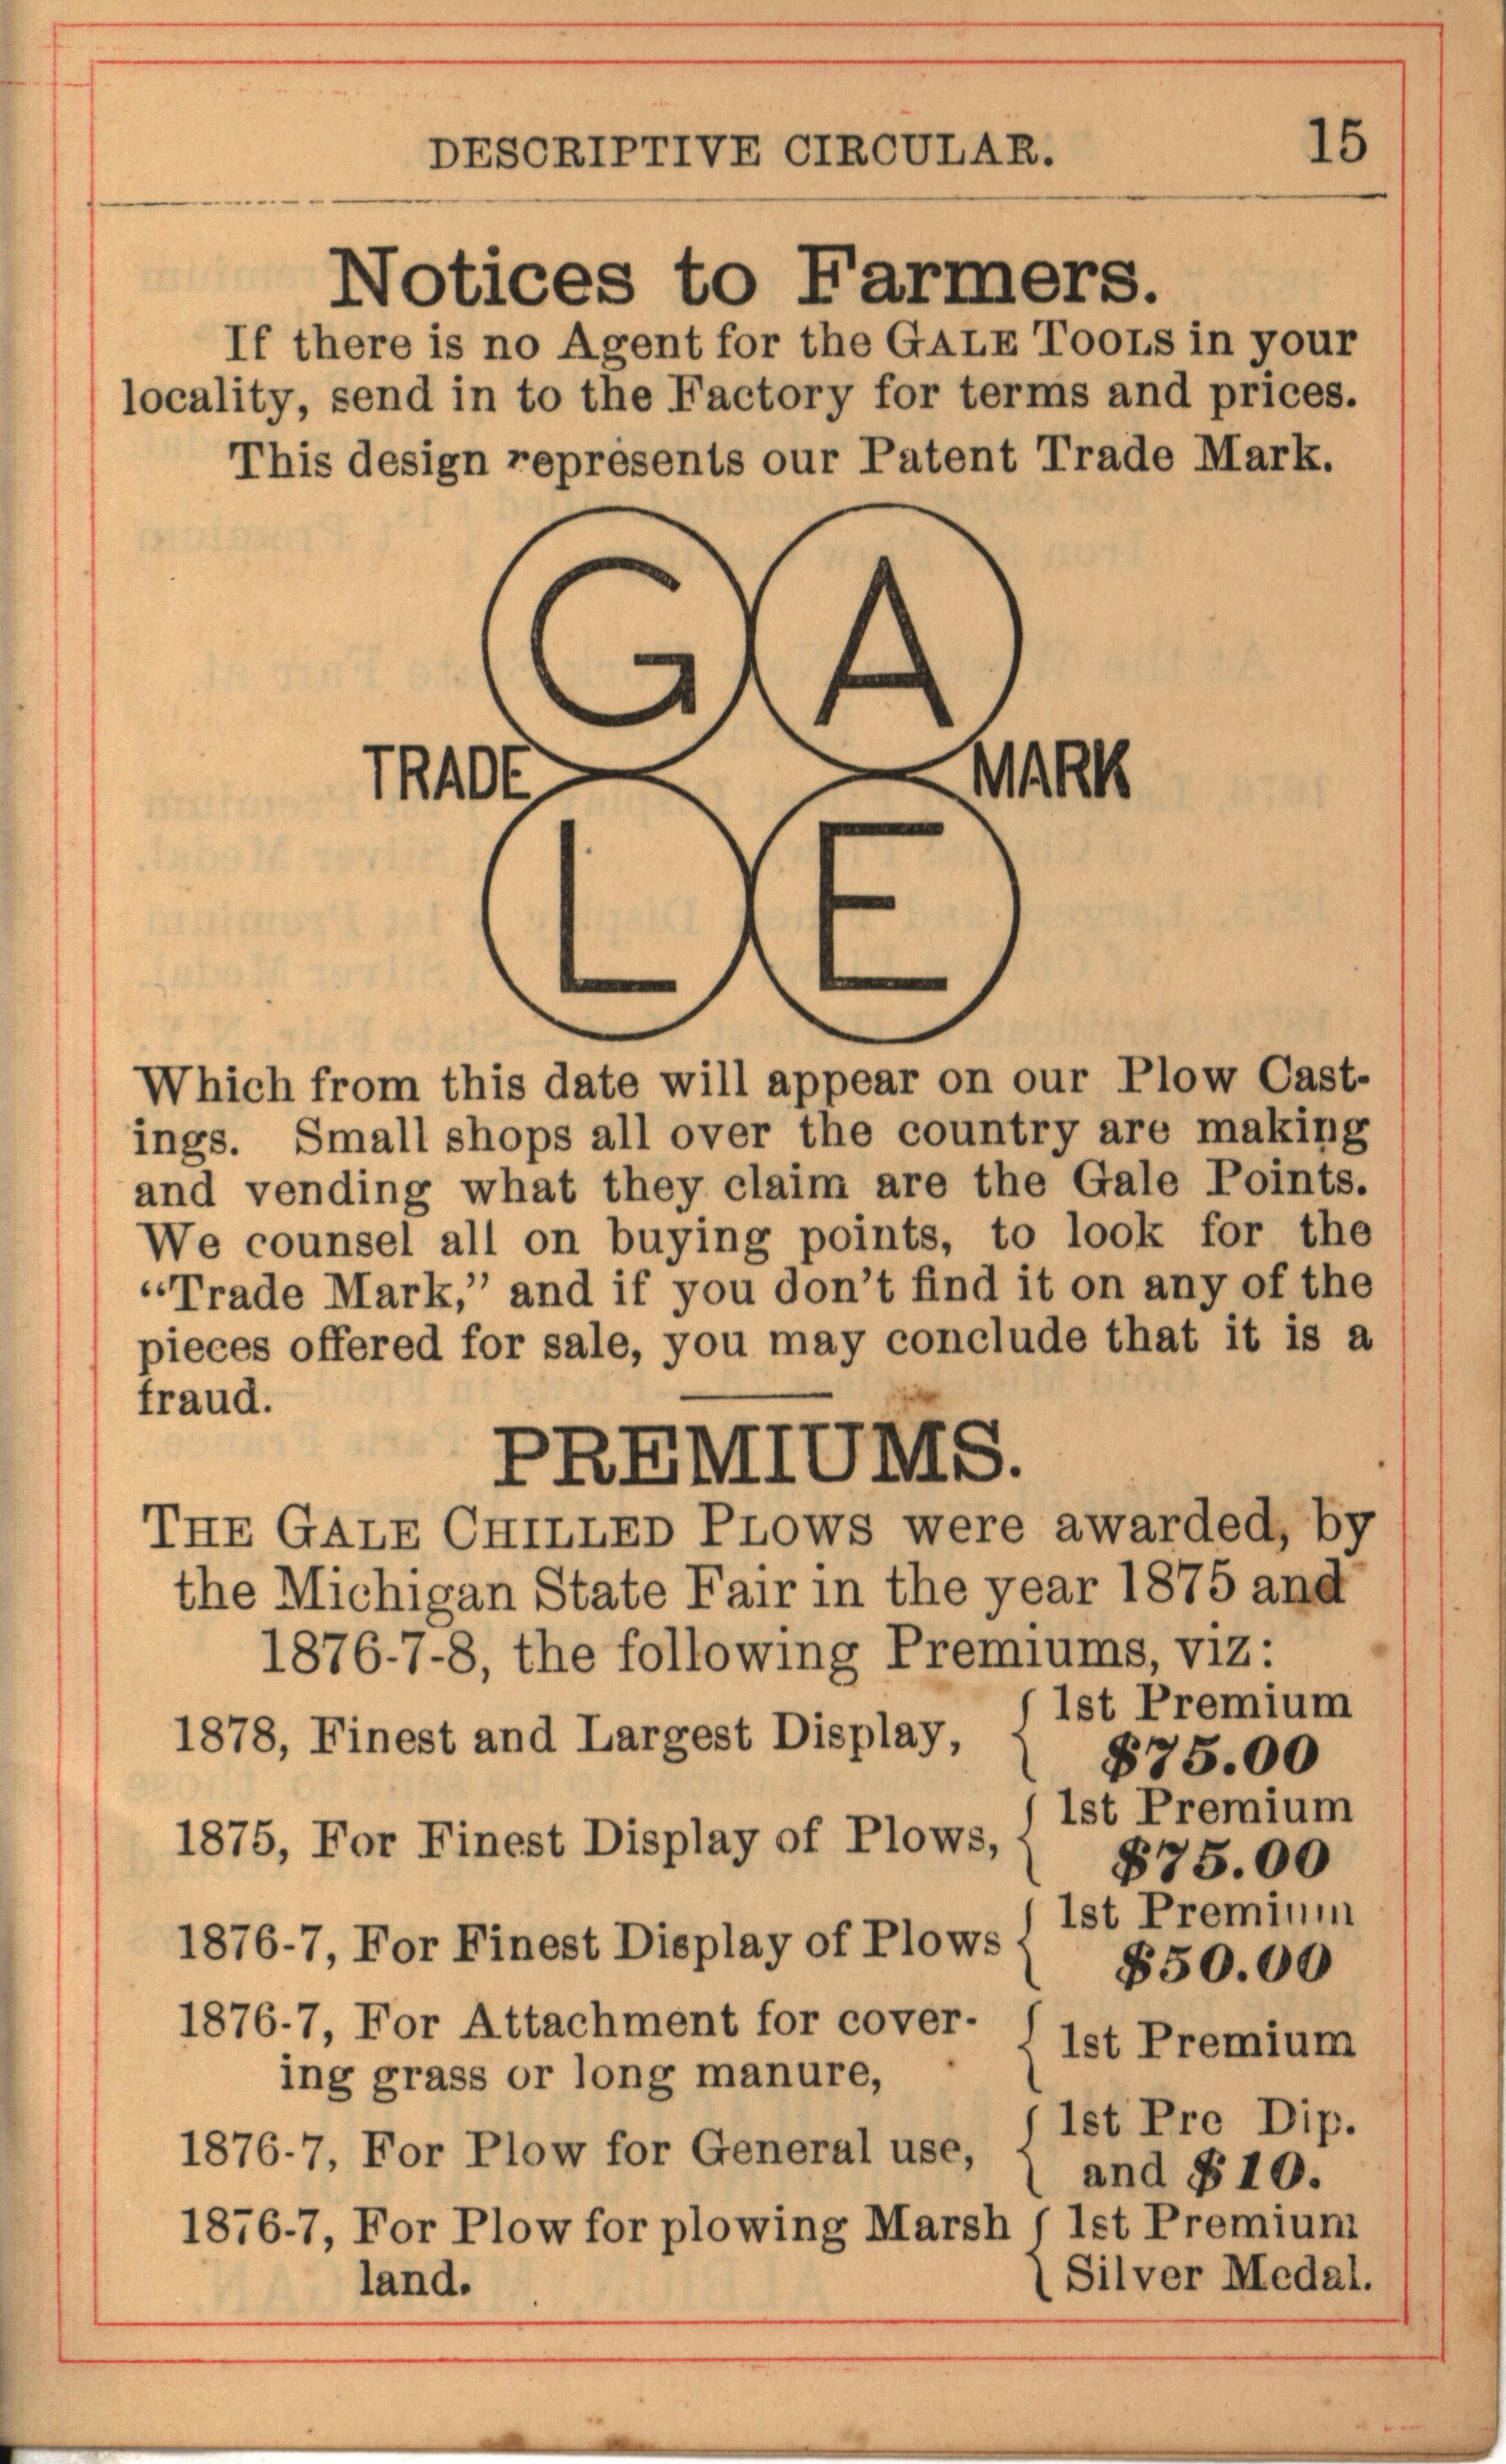 DESCRIPTIVE CIRCULAR. 15
Notices to Farmers.
If there is no Agent for the GALE TOOLS in your
locality, send in to the Factory for terms and prices.
This design represents our Patent Trade Mark.
G A
TRADE MARK
L E
Which from this date will appear on our Plow Cast-
ings. Small shops all over the country are making
and vending what they claim are the Gale Points.
We counsel all on buying points, to look for the
“Trade Mark,” and if you don’t find it on any of the
pieces offered for sale, you may conclude that it is a
fraud.
PREMIUMS.
THE GALE CHILLED PLOWS were awarded, by
the Michigan State Fair in the year 1875 and
1876-7-8, the following Premiums, viz:
1878, Finest and Largest Display, { 1st Premium
$75.00
1875, For Finest Display of Plows, { 1st Premium
$75.00
1876-7, For Finest Display of Plows { 1st Premium
$50.00
1876-7, For Attachment for cover- { 1st Premium
ing grass or long manure,
1876-7, For Plow for General use, { 1st Pre Dip.
and $10.
1876-7, For Plow for plowing Marsh { 1st Premium
land. Silver Medal.